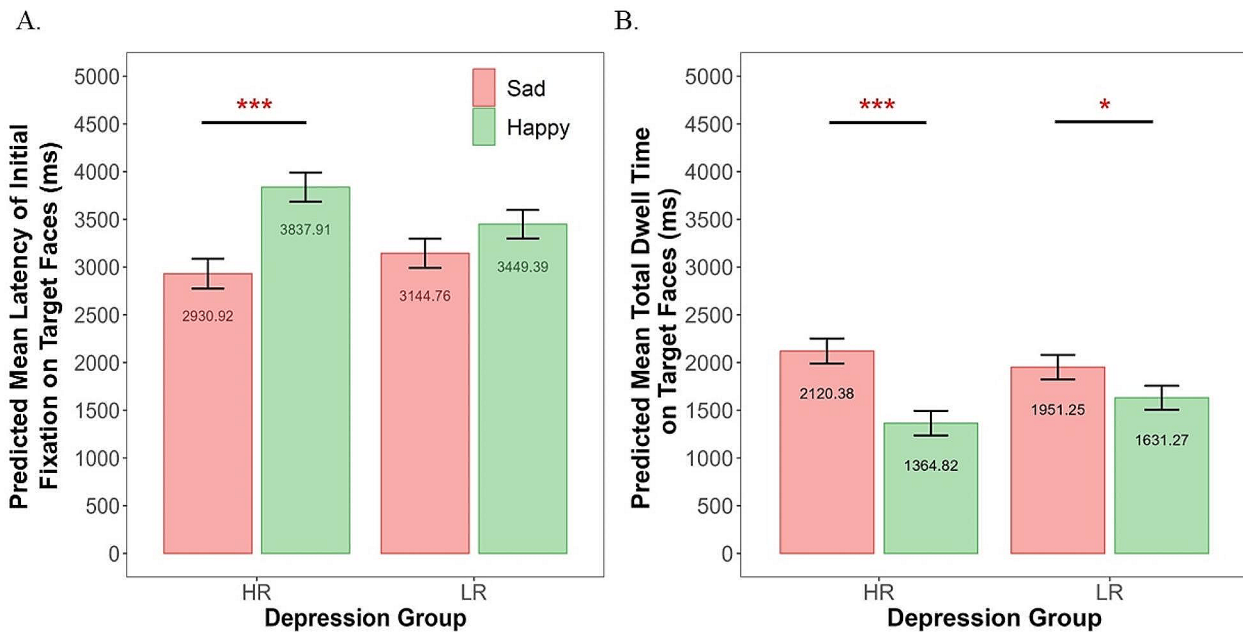 A.
Predicted Mean Latency of Initial
Fixation on Target Faces (ms)
5000
4500
4000
3500
3000
2500
2000
1500
1000
500
0
***
Sad
Happy
2930.92
3837.91
3144.76
3449.39
HR
LR
Depression Group
B.
Predicted Mean Total Dwell Time
on Target Faces (ms)
5000
4500
4000
3500
3000
2500
2000
1500
1000
500
0
***
*
2120.38
1364.82
1951.25
1631.27
HR
LR
Depression Group